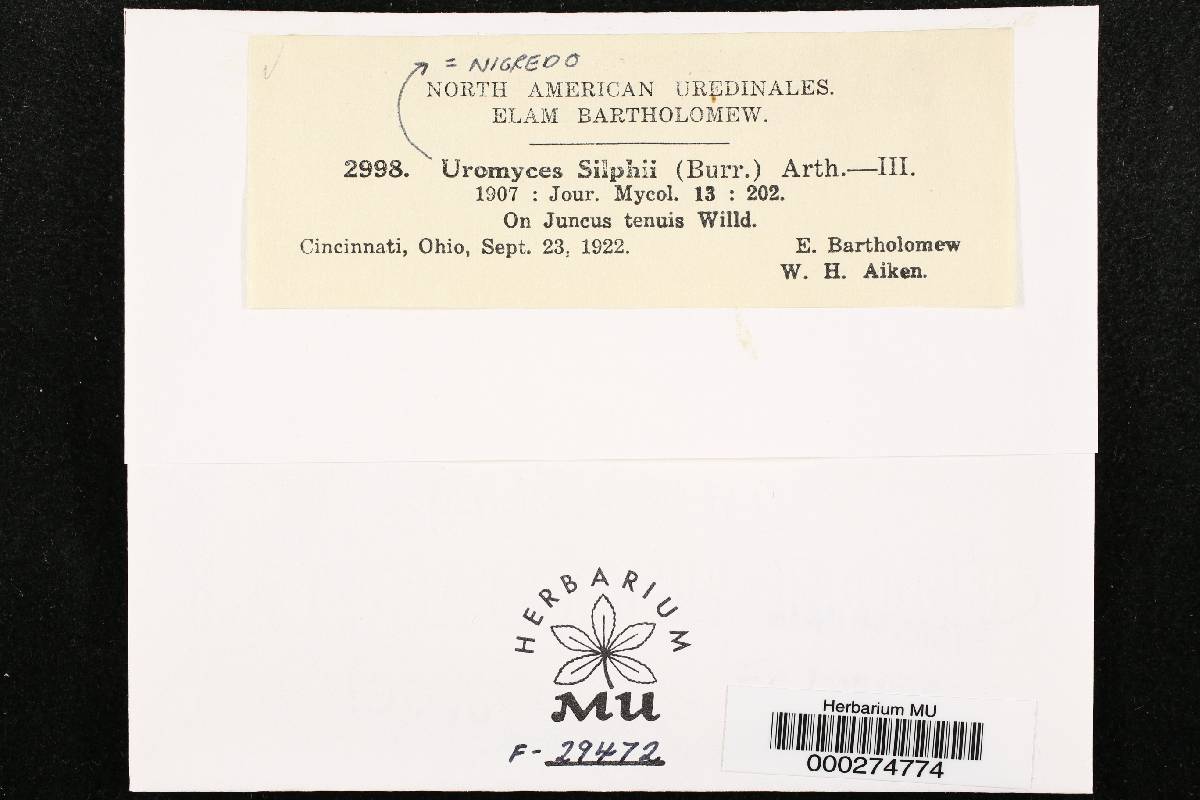 = NIGREDO
NORTH AMERICAN UREDINALES.
ELAM BARTHOLOMEW.
2998. Uromyces Silphii (Burr.) Arth.—III.
1907 : Jour. Mycol. 13 : 202.
On Juncus tenuis Willd.
Cincinnati, Ohio, Sept. 23, 1922. E. Bartholomew
W. H. Aiken.
HERBARIUM
MU
F-29472
Herbarium MU
000274774